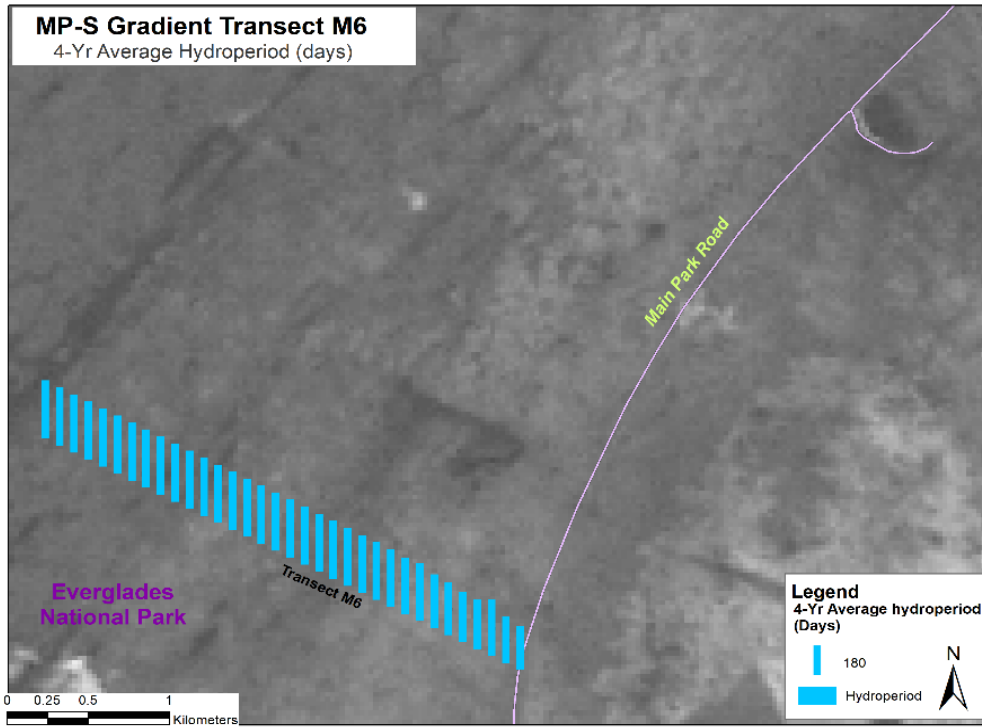 MP-S Gradient Transect M6
4-Yr Average Hydroperiod (days)
Main Park Road
Transect M6
Everglades
National Park
Legend
4-Yr Average hydroperiod
(Days)
180
Hydroperiod
N
0 0.25 0.5 1
Kilometers